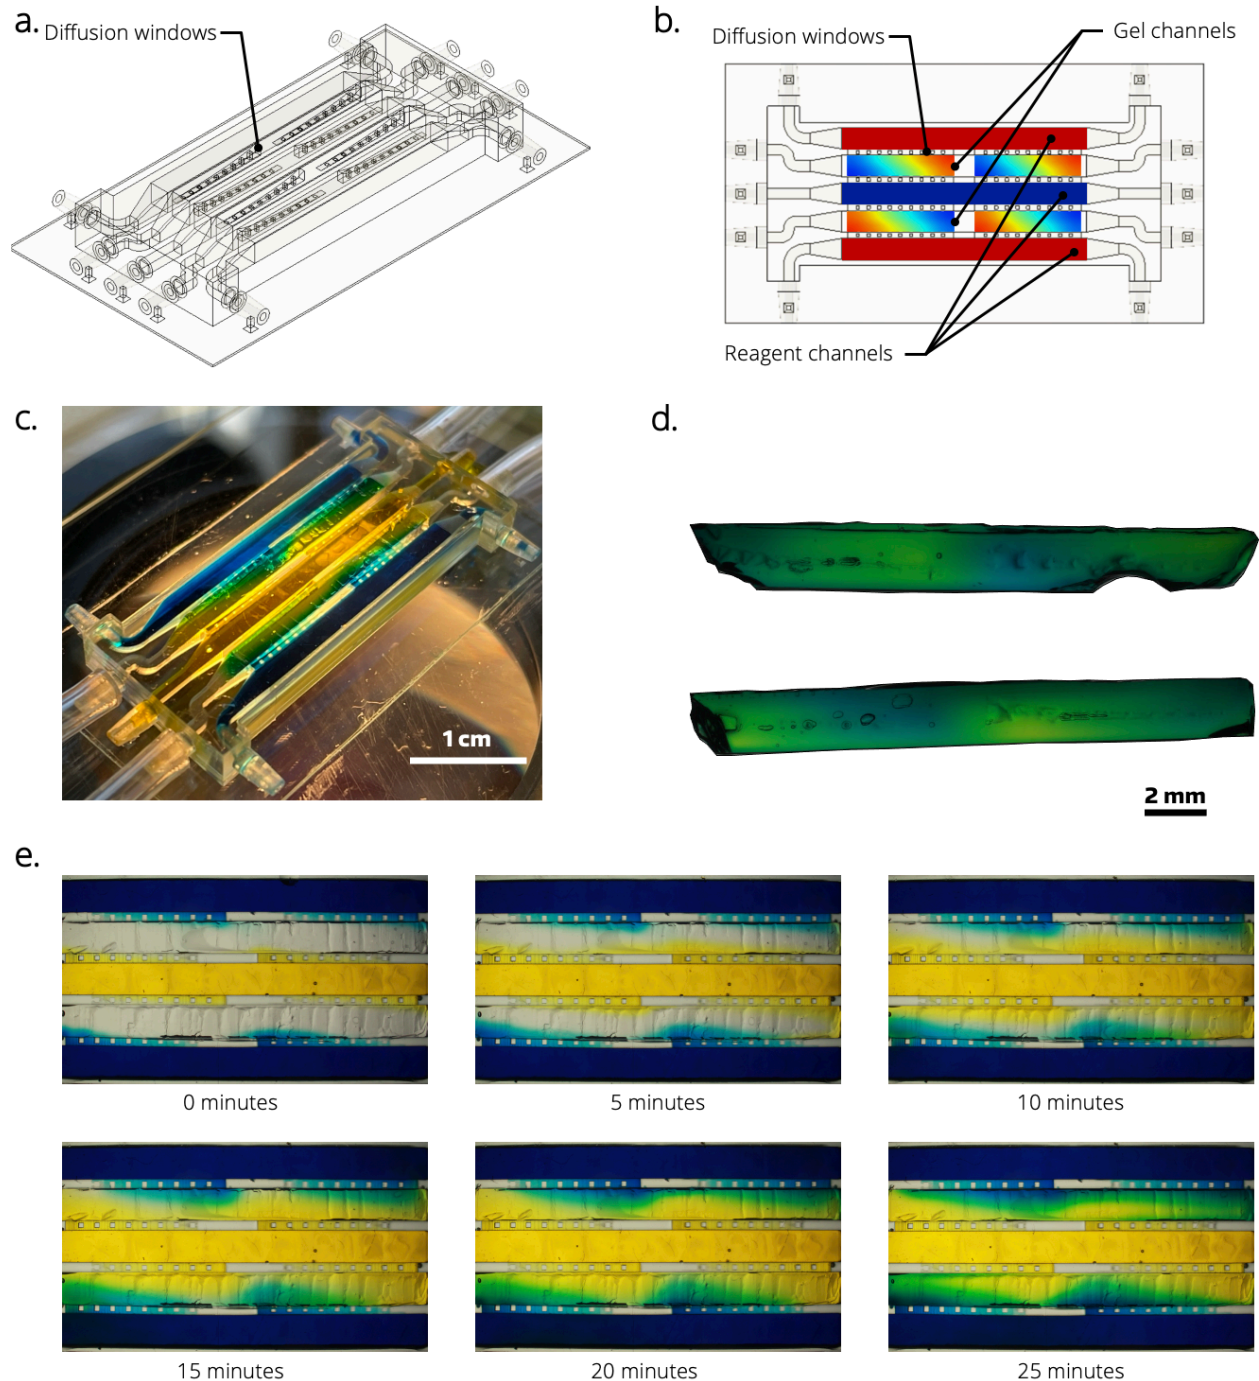 a.
Diffusion windows
b.
Diffusion windows
Gel channels
Reagent channels
c.
1 cm
d.
2 mm
e.
0 minutes
5 minutes
10 minutes
15 minutes
20 minutes
25 minutes